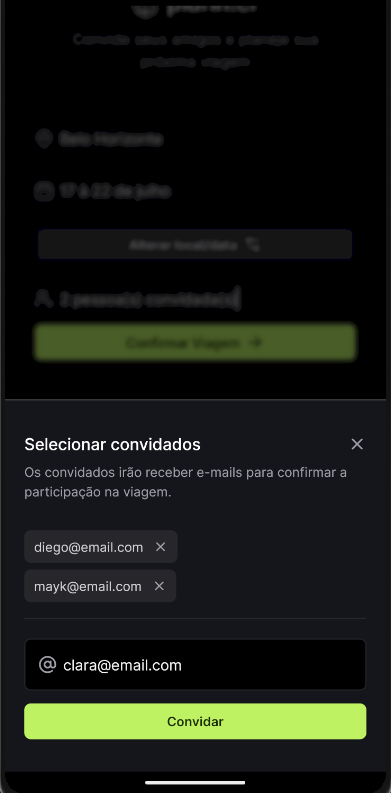 Convide seus amigos e planeje sua
próxima viagem
Belo Horizonte
17 à 22 de julho
Alterar local/data
2 pessoa(s) convidada(s)
Confirmar Viagem
Selecionar convidados
Os convidados irão receber e-mails para confirmar a
participação na viagem.
diego@email.com
mayk@email.com
clara@email.com
Convidar